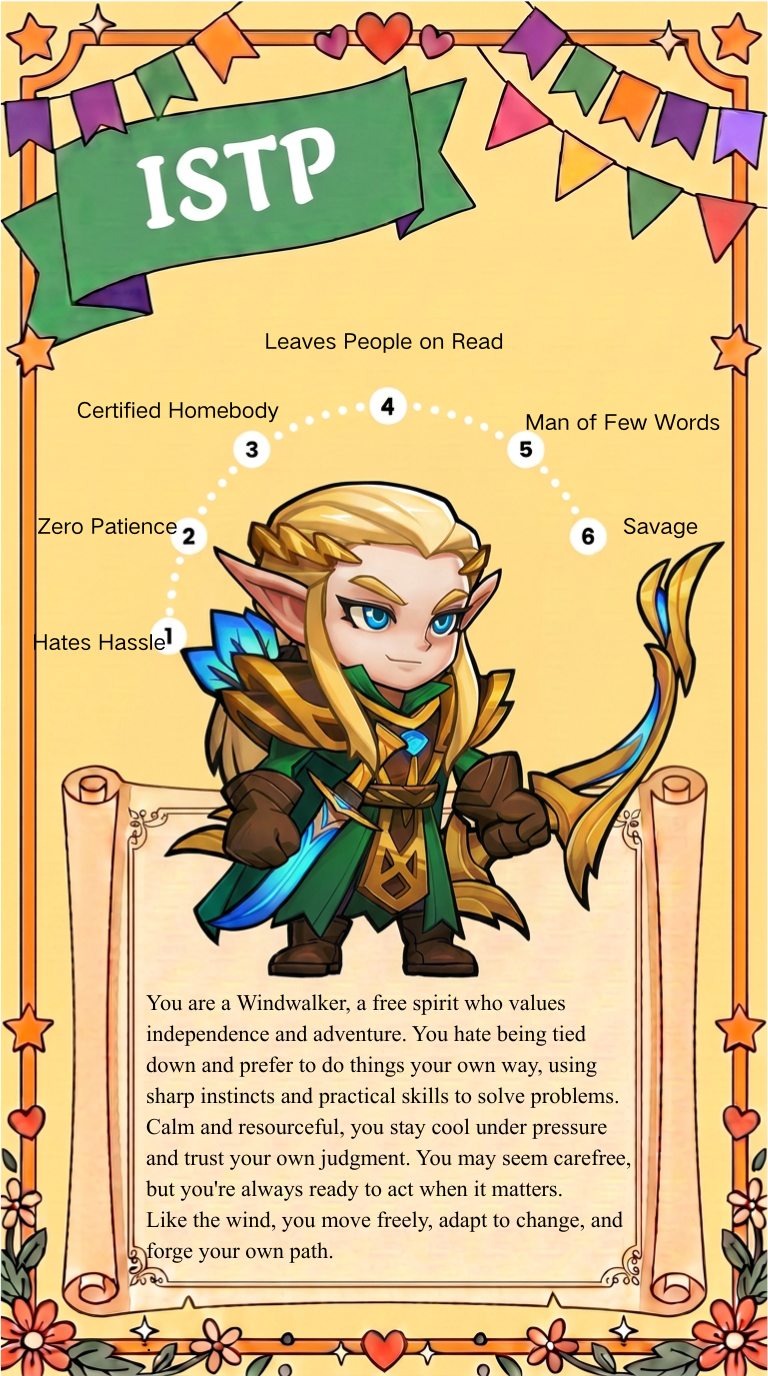 ISTP
Leaves People on Read
4
Certified Homebody
3
Man of Few Words
5
Zero Patience
2
6
Savage
Hates Hassle
1
You are a Windwalker, a free spirit who values
independence and adventure. You hate being tied
down and prefer to do things your own way, using
sharp instincts and practical skills to solve problems.
Calm and resourceful, you stay cool under pressure
and trust your own judgment. You may seem carefree,
but you're always ready to act when it matters.
Like the wind, you move freely, adapt to change, and
forge your own path.